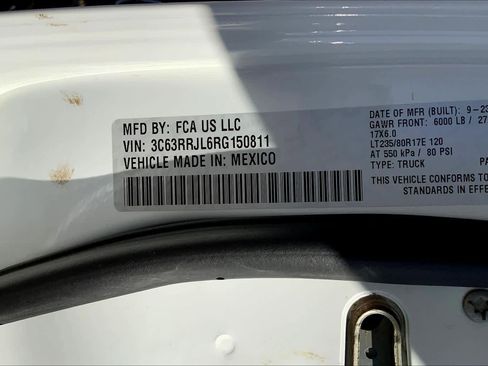 MFD BY: FCA US LLC
VIN: 3C63RRJL6RG150811
VEHICLE MADE IN: MEXICO
DATE OF MFR (BUILT): 9-23
GAWR FRONT: 6000 LB / 27
17X6.0
LT235/80R17E 120
AT 550 kPa / 80 PSI
TYPE: TRUCK
THIS VEHICLE CONFORMS TO
STANDARDS IN EFFE